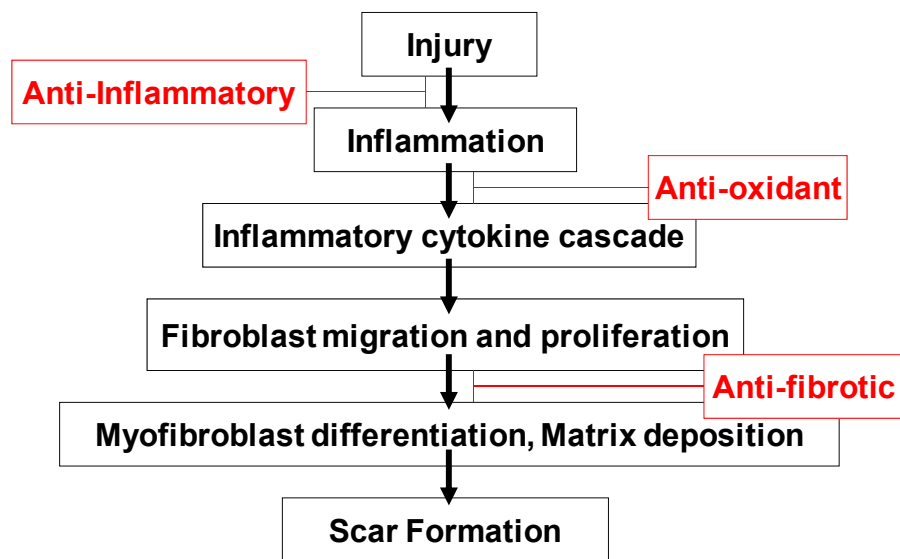 Injury
Anti-Inflammatory
Inflammation
Anti-oxidant
Inflammatory cytokine cascade
Fibroblast migration and proliferation
Anti-fibrotic
Myofibroblast differentiation, Matrix deposition
Scar Formation